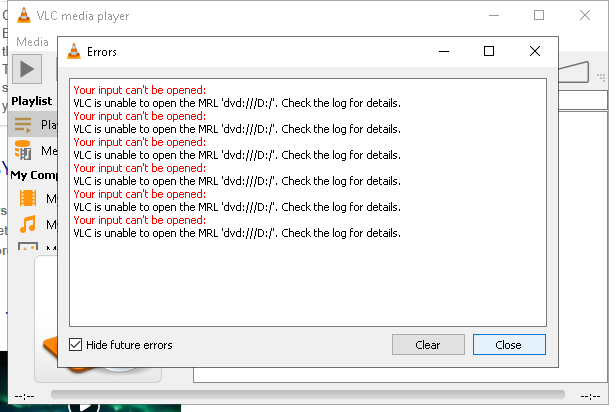 VLC media player
Media
Errors
Your input can't be opened:
VLC is unable to open the MRL 'dvd:///D:/'. Check the log for details.
Your input can't be opened:
VLC is unable to open the MRL 'dvd:///D:/'. Check the log for details.
Your input can't be opened:
VLC is unable to open the MRL 'dvd:///D:/'. Check the log for details.
Your input can't be opened:
VLC is unable to open the MRL 'dvd:///D:/'. Check the log for details.
Your input can't be opened:
VLC is unable to open the MRL 'dvd:///D:/'. Check the log for details.
Your input can't be opened:
VLC is unable to open the MRL 'dvd:///D:/'. Check the log for details.
Playlist
Play
Me
My Comp
My
My
Hide future errors
Clear
Close
--:--
--:--